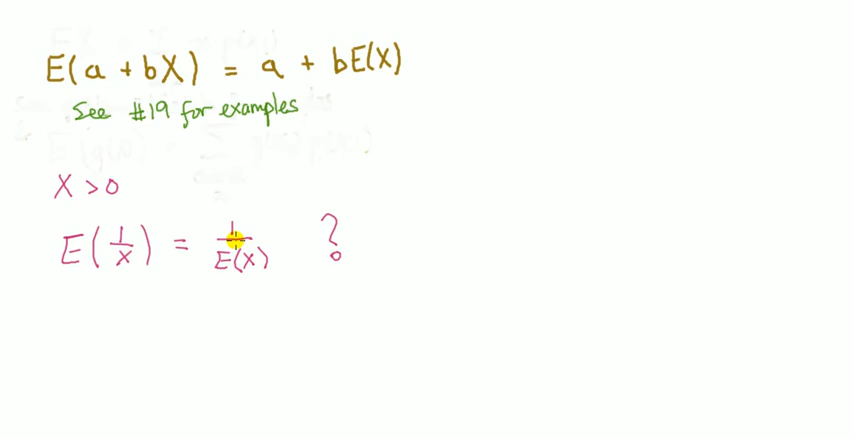 E(a + bX) = a + bE(X)
See #19 for examples
X > 0
E(1/X) = 1/E(X) ?